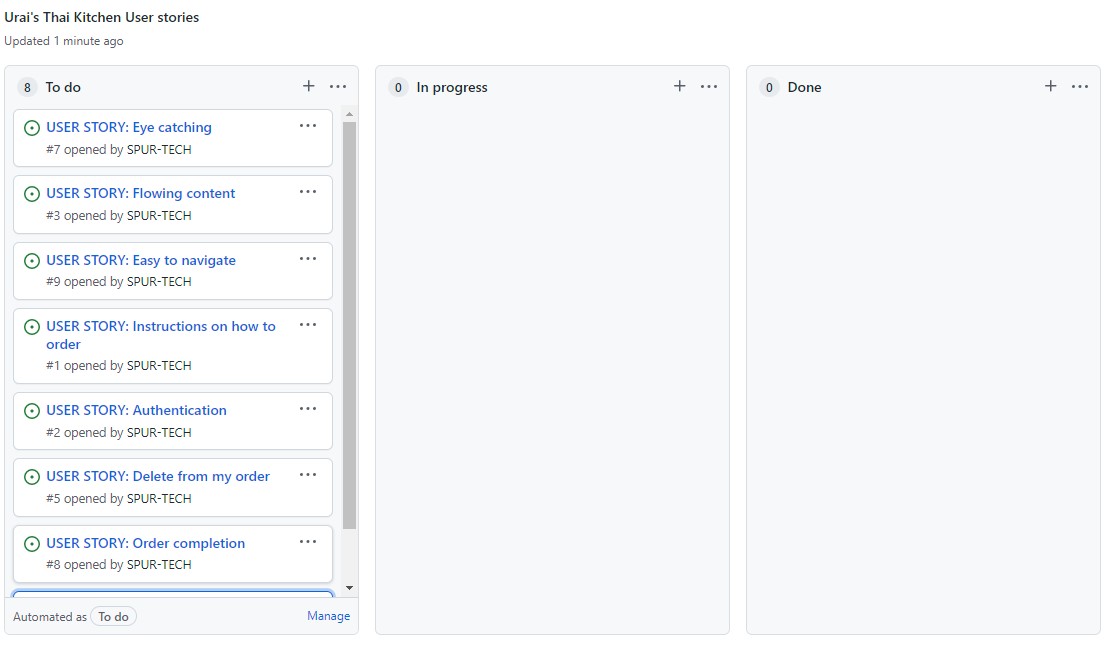 Urai's Thai Kitchen User stories
Updated 1 minute ago
8 To do
USER STORY: Eye catching
#7 opened by SPUR-TECH
USER STORY: Flowing content
#3 opened by SPUR-TECH
USER STORY: Easy to navigate
#9 opened by SPUR-TECH
USER STORY: Instructions on how to
order
#1 opened by SPUR-TECH
USER STORY: Authentication
#2 opened by SPUR-TECH
USER STORY: Delete from my order
#5 opened by SPUR-TECH
USER STORY: Order completion
#8 opened by SPUR-TECH
Automated as To do Manage
0 In progress
0 Done